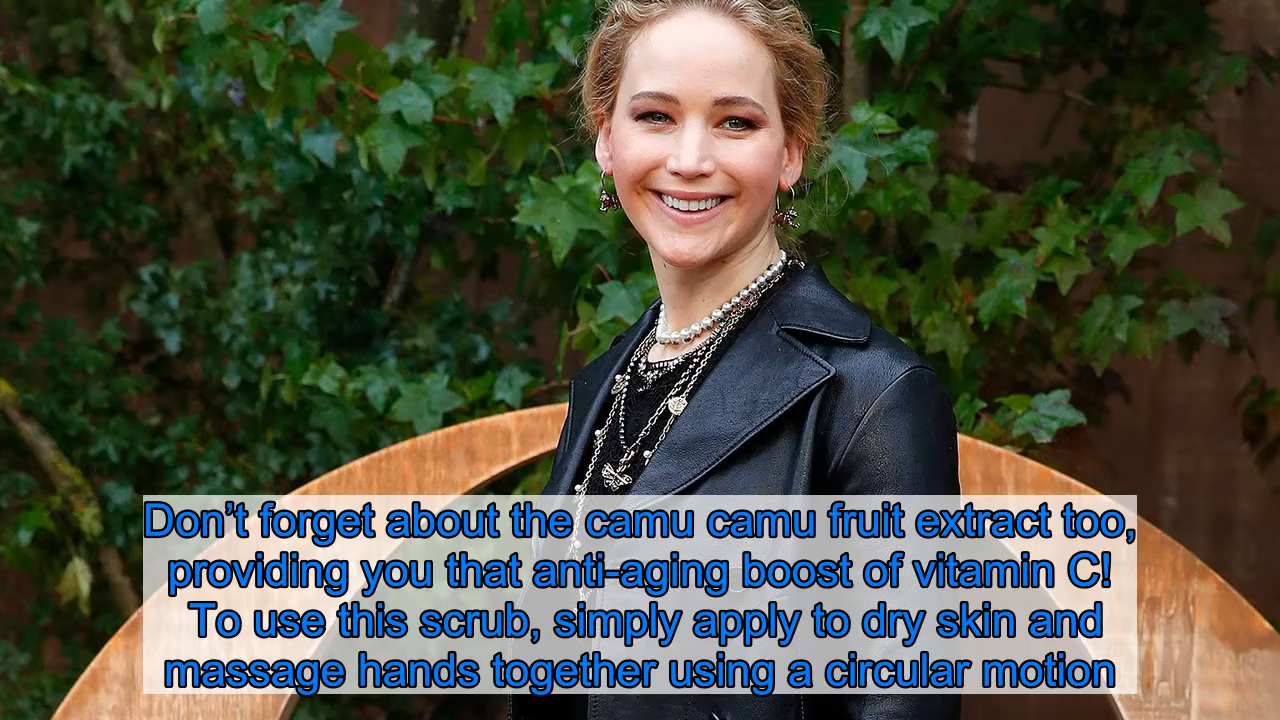 Don’t forget about the camu camu fruit extract too,
providing you that anti-aging boost of vitamin C!
To use this scrub, simply apply to dry skin and
massage hands together using a circular motion